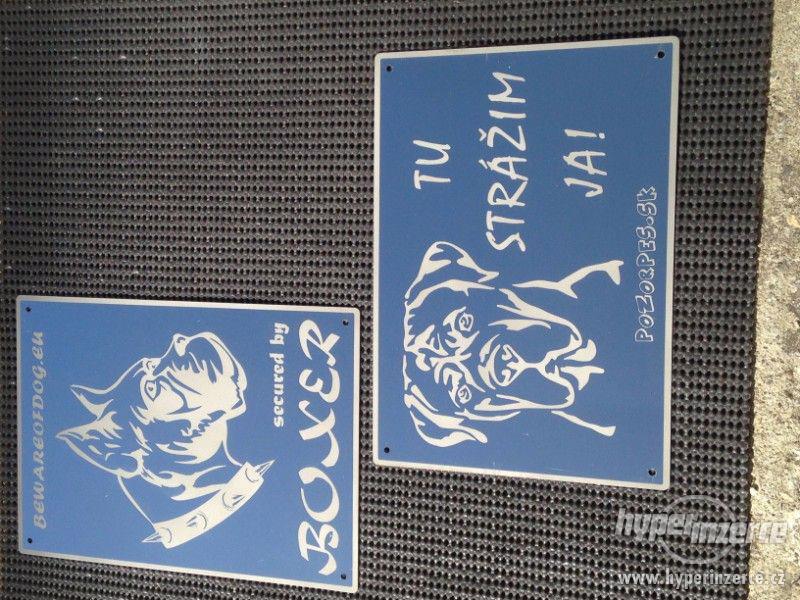 BEWAREOFDOG.eu
secured by
BOXER
TU
STRÁŽIM
JA!
POZORPES.SK
hyperinzerce
www.hyperinzerce.cz